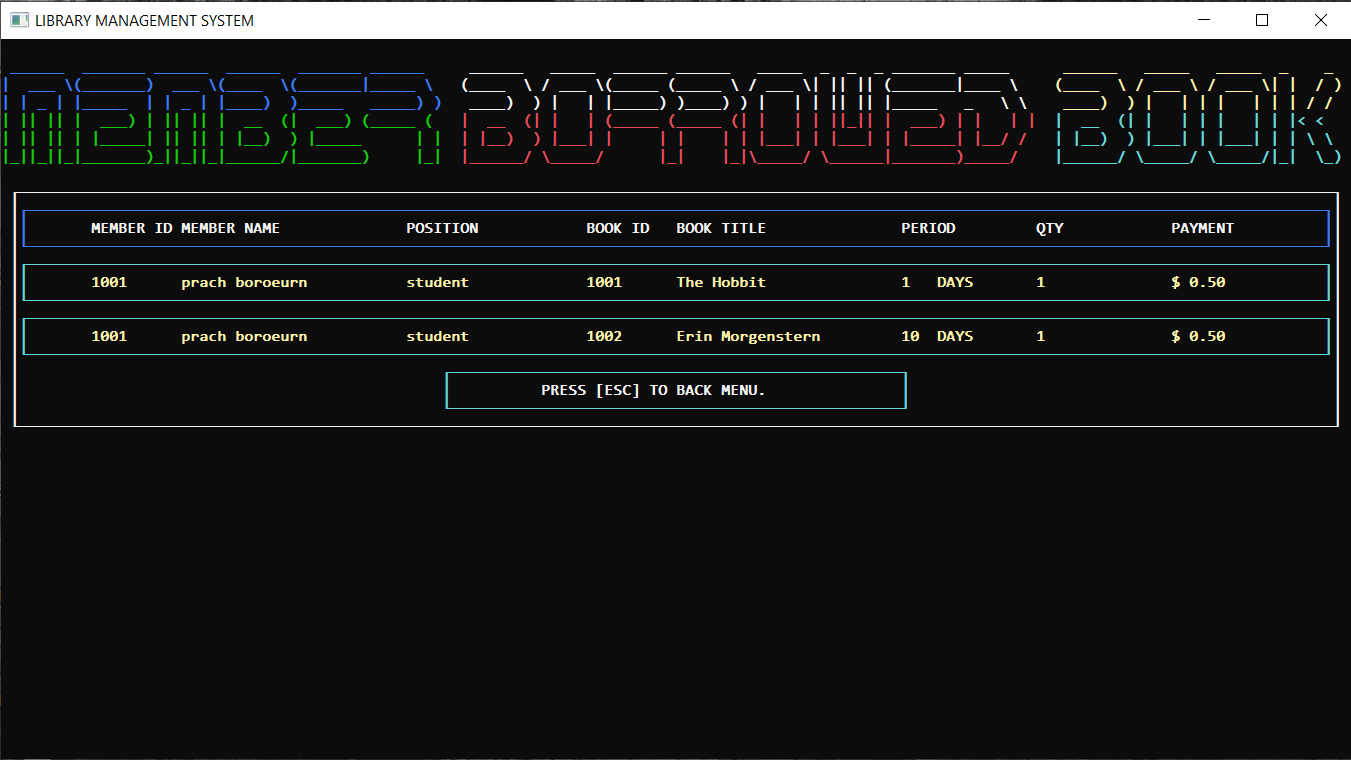 LIBRARY MANAGEMENT SYSTEM
MEMBER BORROWED BOOK
MEMBER ID MEMBER NAME POSITION BOOK ID BOOK TITLE PERIOD QTY PAYMENT
1001 prach boroeurn student 1001 The Hobbit 1 DAYS 1 $ 0.50
1001 prach boroeurn student 1002 Erin Morgenstern 10 DAYS 1 $ 0.50
PRESS [ESC] TO BACK MENU.